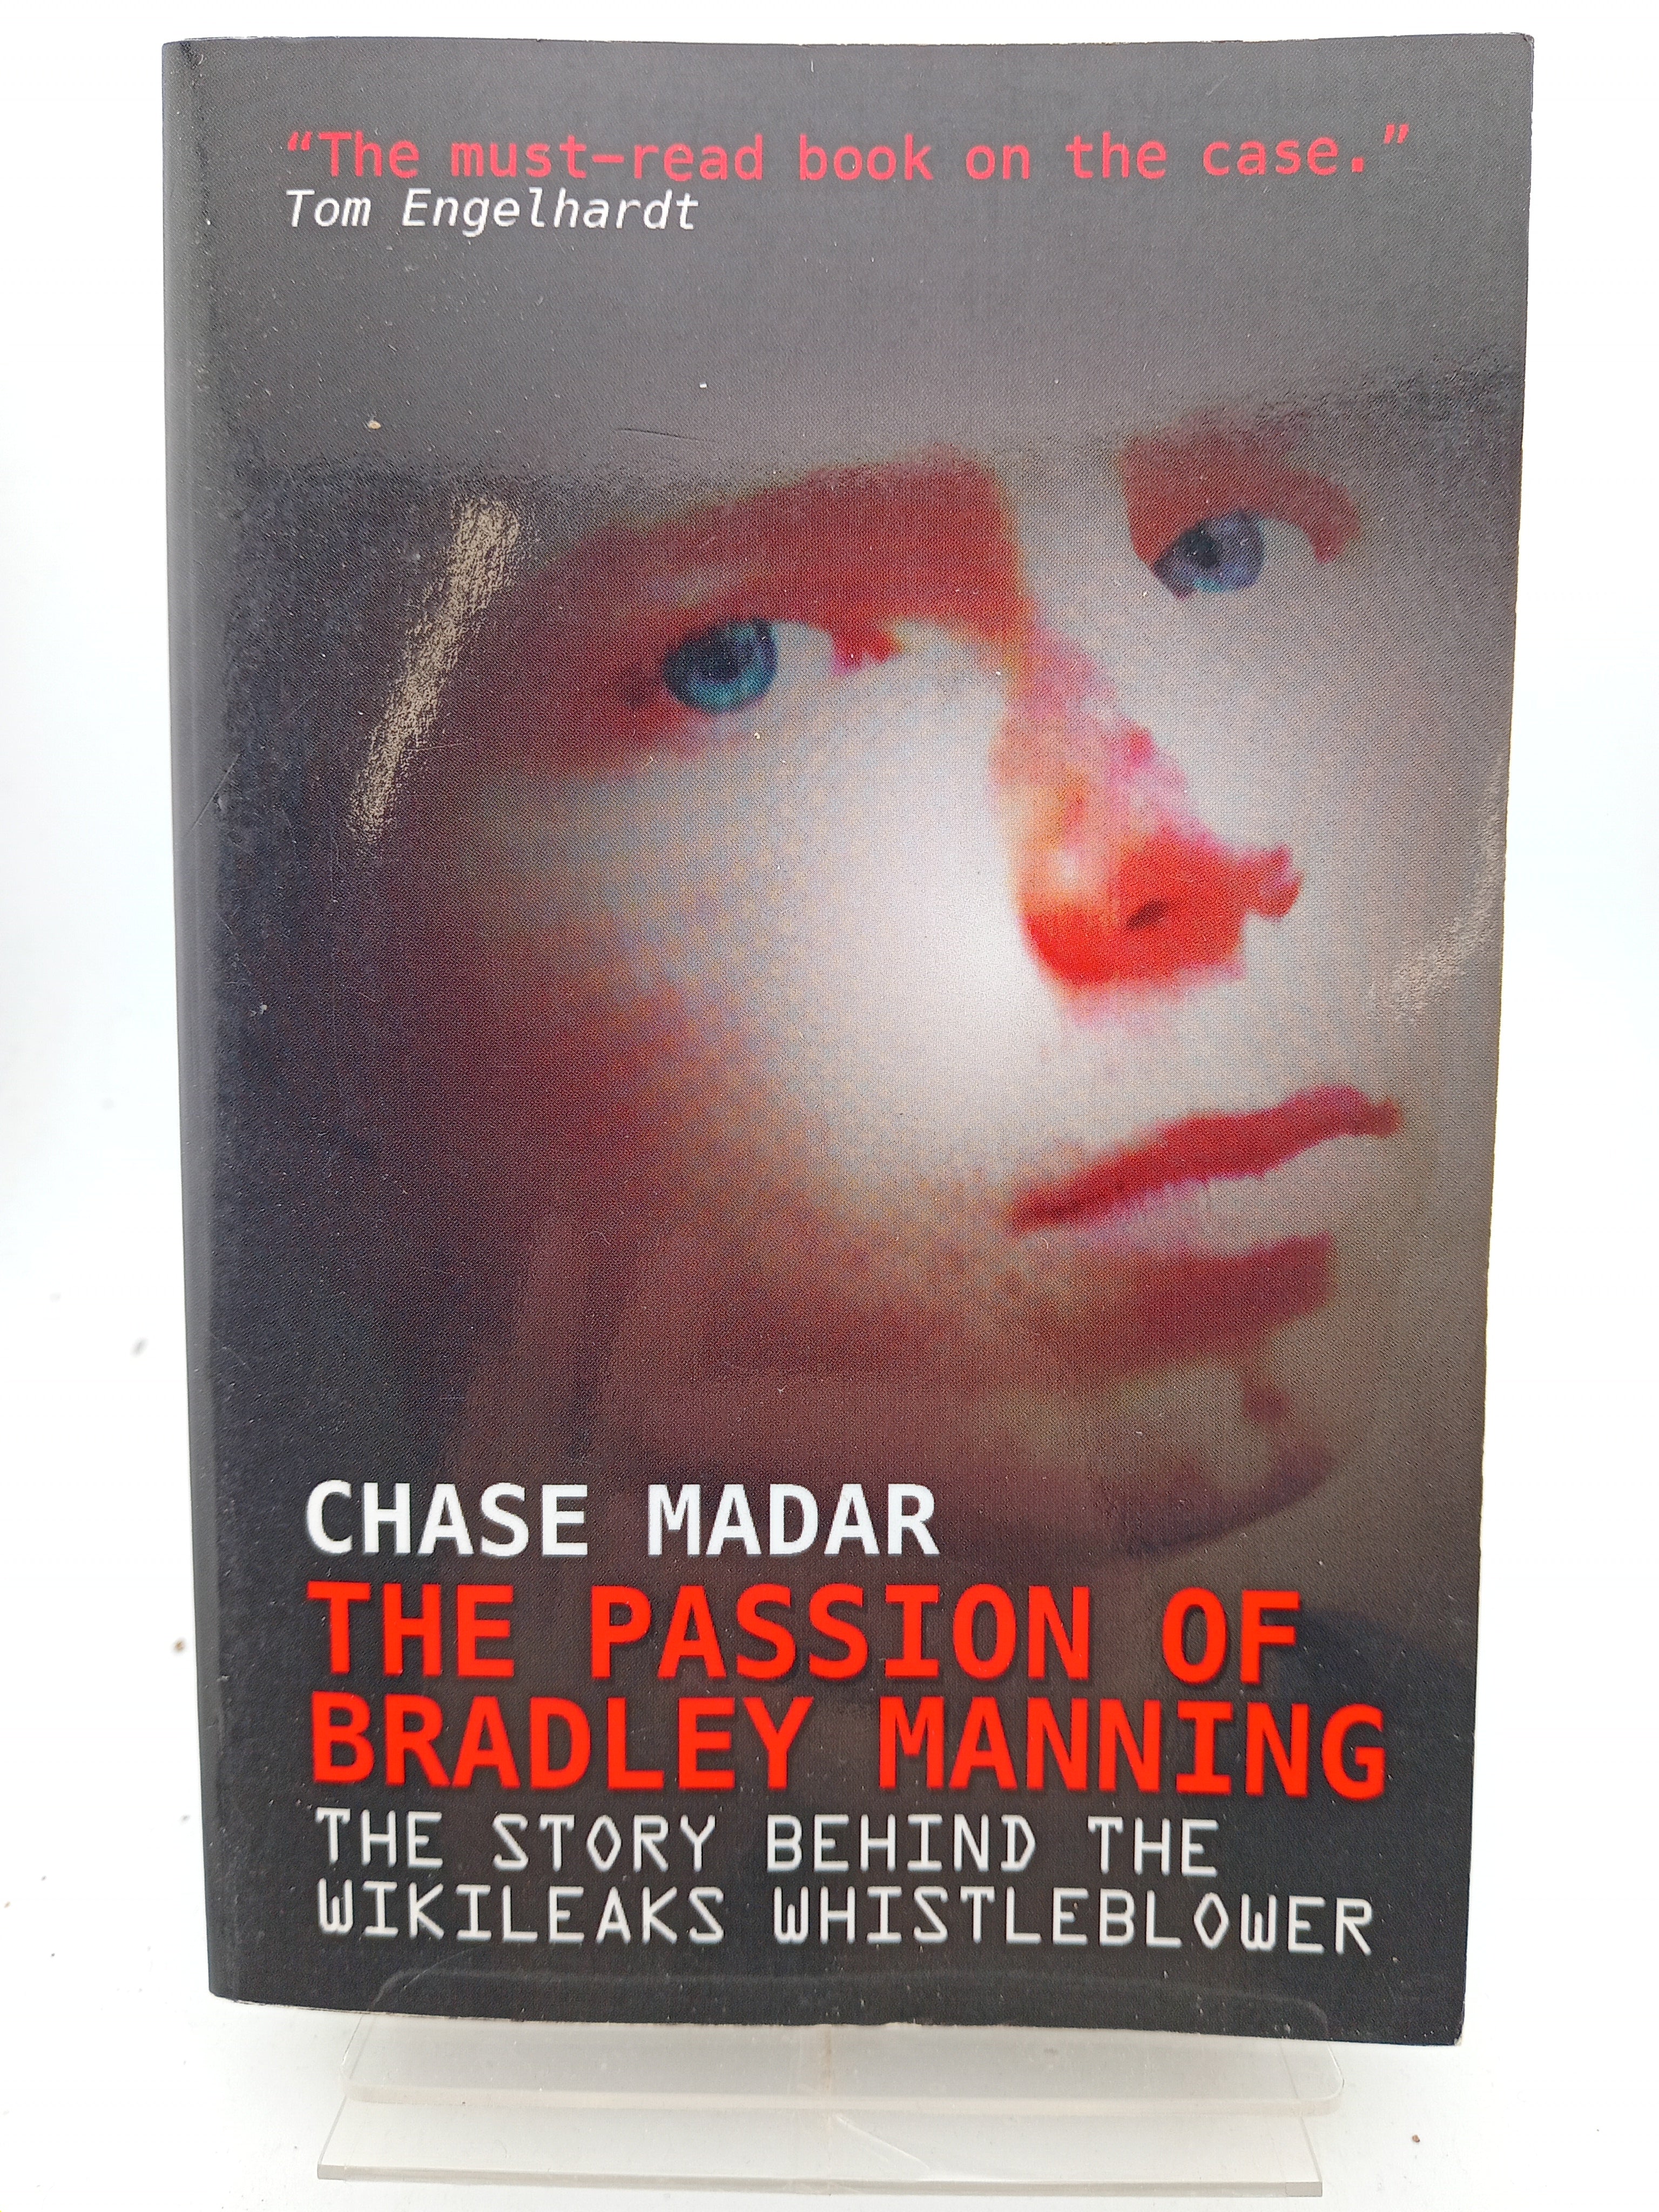 “The must-read book on the case.”
Tom Engelhardt
CHASE MADAR
THE PASSION OF
BRADLEY MANNING
THE STORY BEHIND THE
WIKILEAKS WHISTLEBLOWER